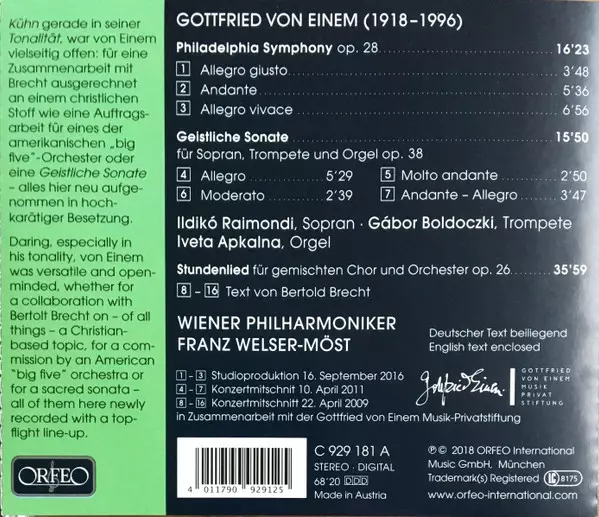 Kühn gerade in seiner
Tonalität, war von Einem
vielseitig offen: für eine
Zusammenarbeit mit
Brecht ausgerechnet
an einem christlichen
Stoff wie eine Auftrags-
arbeit für eines der
amerikanischen „big
five"-Orchester oder
eine Geistliche Sonate
– alles hier neu aufge-
nommen in hoch-
karätiger Besetzung.
Daring, especially in
his tonality, von Einem
was versatile and open-
minded, whether for
a collaboration with
Bertolt Brecht on – of all
things – a Christian-
based topic, for a com-
mission by an American
"big five" orchestra or
for a sacred sonata –
all of them here newly
recorded with a top-
flight line-up.
ORFEO
GOTTFRIED VON EINEM (1918–1996)
Philadelphia Symphony op. 28 16'23
1 Allegro giusto 3'48
2 Andante 5'36
3 Allegro vivace 6'56
Geistliche Sonate 15'50
für Sopran, Trompete und Orgel op. 38
4 Allegro 5'29 5 Molto andante 2'50
6 Moderato 2'39 7 Andante – Allegro 3'47
Ildikó Raimondi, Sopran · Gábor Boldoczki, Trompete
Iveta Apkalna, Orgel
Stundenlied für gemischten Chor und Orchester op. 26 35'59
8 – 16 Text von Bertold Brecht
WIENER PHILHARMONIKER
FRANZ WELSER-MÖST
Deutscher Text beiliegend
English text enclosed
1 – 3 Studioproduktion 16. September 2016
4 – 7 Konzertmitschnitt 10. April 2011
8 – 16 Konzertmitschnitt 22. April 2009
in Zusammenarbeit mit der Gottfried von Einem Musik-Privatstiftung
Gottfried Einem
GOTTFRIED
VON EINEM
MUSIK
PRIVAT
STIFTUNG
4 011790 929125
C 929 181 A
STEREO · DIGITAL
68'20 DDD
Made in Austria
℗© 2018 ORFEO International
Music GmbH, München
Trademark(s) Registered LC 8175
www.orfeo-international.com